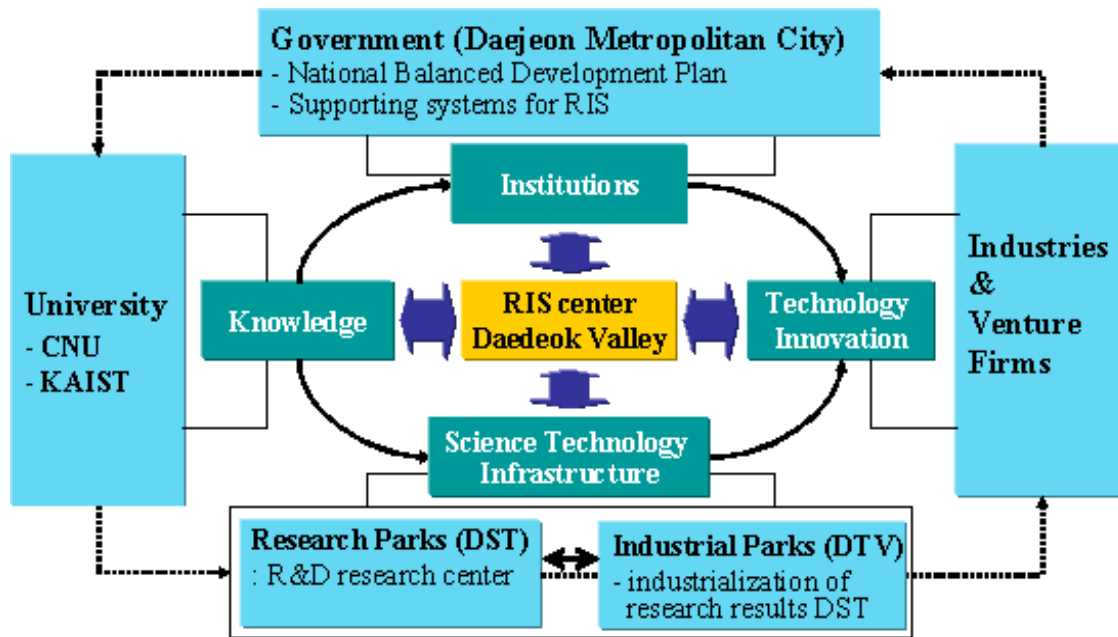 Government (Daejeon Metropolitan City)
- National Balanced Development Plan
- Supporting systems for RIS
Institutions
University
- CNU
- KAIST
Knowledge
RIS center
Daedeok Valley
Technology
Innovation
Industries
&
Venture
Firms
Science Technology
Infrastructure
Research Parks (DST)
: R&D research center
Industrial Parks (DTV)
- industrialization of
research results DST